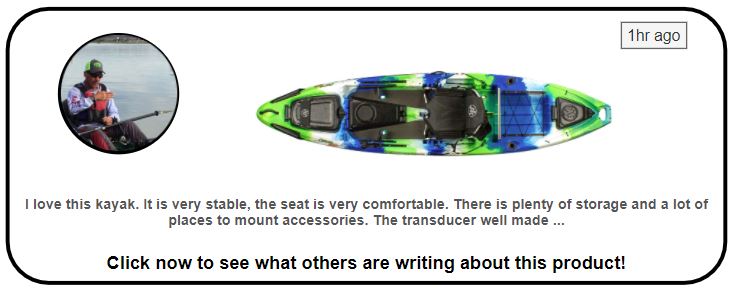 1hr ago
I love this kayak. It is very stable, the seat is very comfortable. There is plenty of storage and a lot of
places to mount accessories. The transducer well made ...
Click now to see what others are writing about this product!